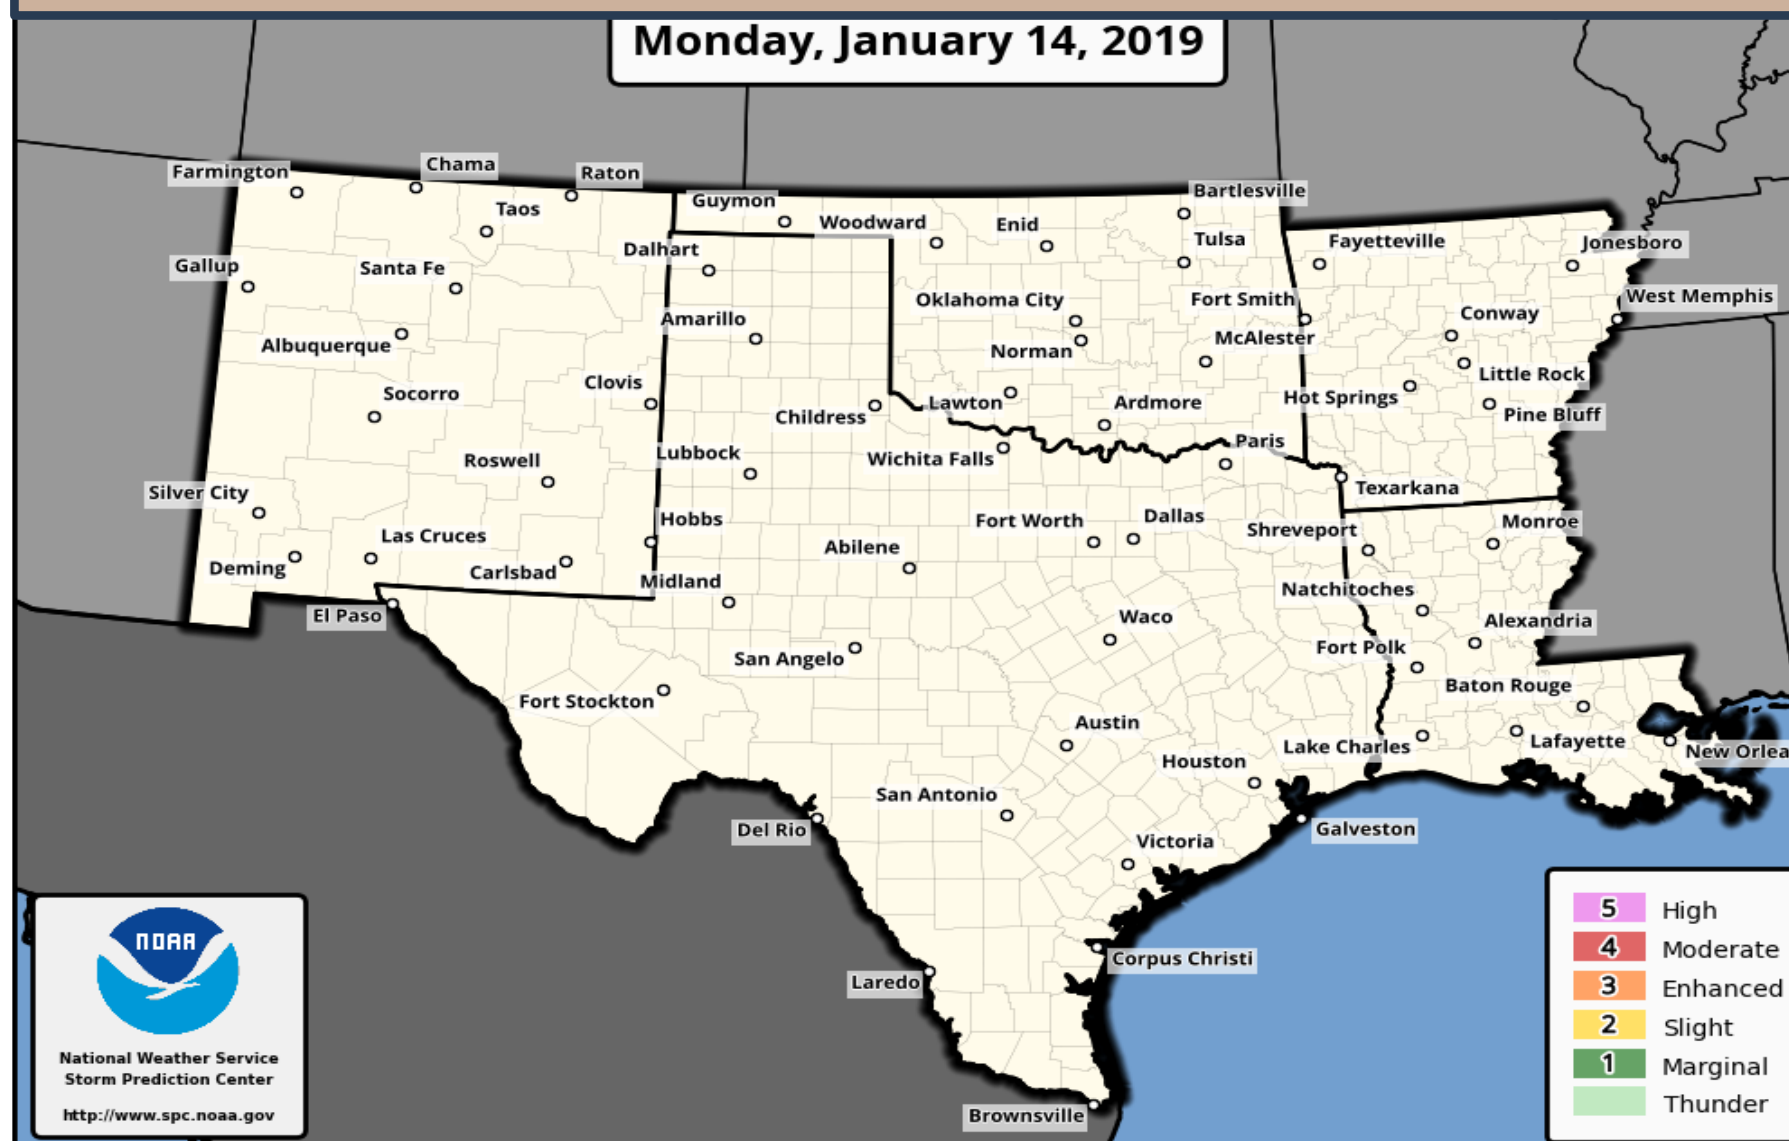 Monday, January 14, 2019
Farmington
Chama
Raton
Taos
Guymon
Woodward
Enid
Bartlesville
Tulsa
Fayetteville
Jonesboro
Dalhart
Gallup
Santa Fe
Oklahoma City
Fort Smith
West Memphis
Conway
Amarillo
Albuquerque
Norman
McAlester
Little Rock
Clovis
Socorro
Childress
Lawton
Ardmore
Hot Springs
Pine Bluff
Paris
Lubbock
Roswell
Wichita Falls
Texarkana
Silver City
Hobbs
Fort Worth
Dallas
Shreveport
Monroe
Las Cruces
Abilene
Deming
Carlsbad
Midland
Natchitoches
El Paso
Waco
Alexandria
San Angelo
Fort Polk
Fort Stockton
Baton Rouge
Austin
Lake Charles
Lafayette
New Orlea
Houston
San Antonio
Del Rio
Galveston
Victoria
Corpus Christi
Laredo
Brownsville
NOAA
National Weather Service
Storm Prediction Center
http://www.spc.noaa.gov
5 High
4 Moderate
3 Enhanced
2 Slight
1 Marginal
Thunder